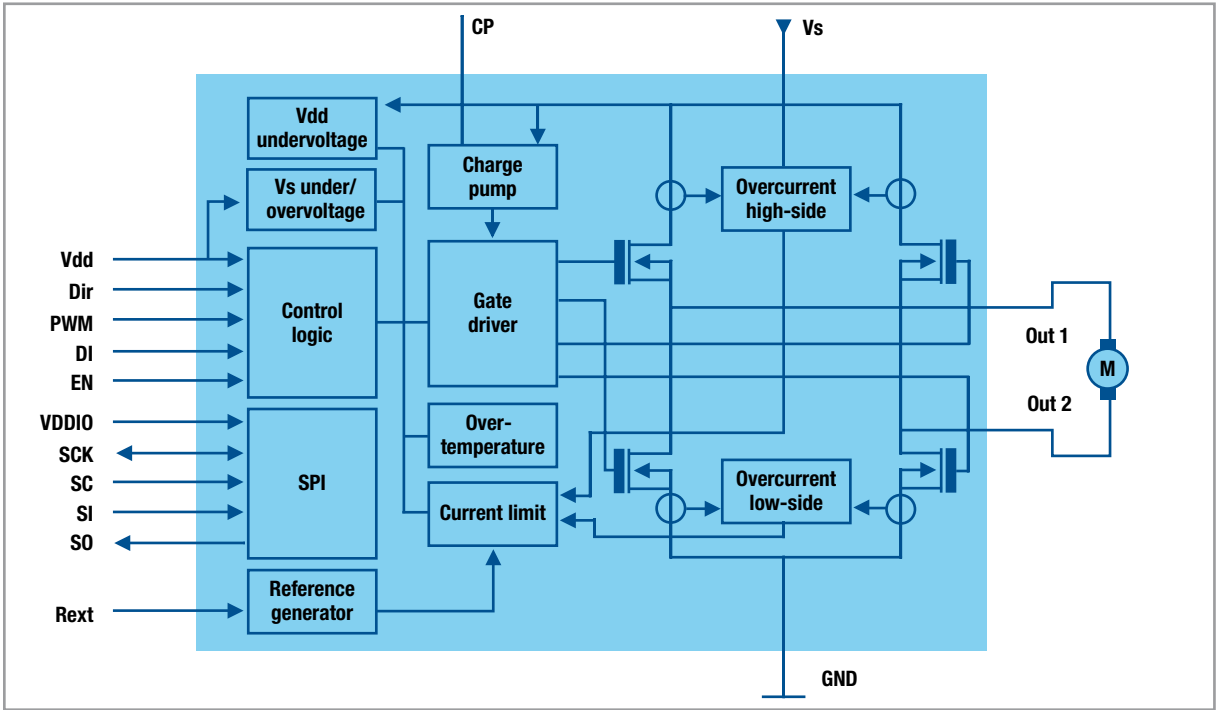 CP
Vs
Vdd
undervoltage
Charge
pump
Vs under/
overvoltage
Overcurrent
high-side
Vdd
Dir
PWM
DI
EN
Control
logic
Gate
driver
Out 1
M
Out 2
VDDIO
SCK
SC
SI
SO
SPI
Over-
temperature
Current limit
Overcurrent
low-side
Rext
Reference
generator
GND